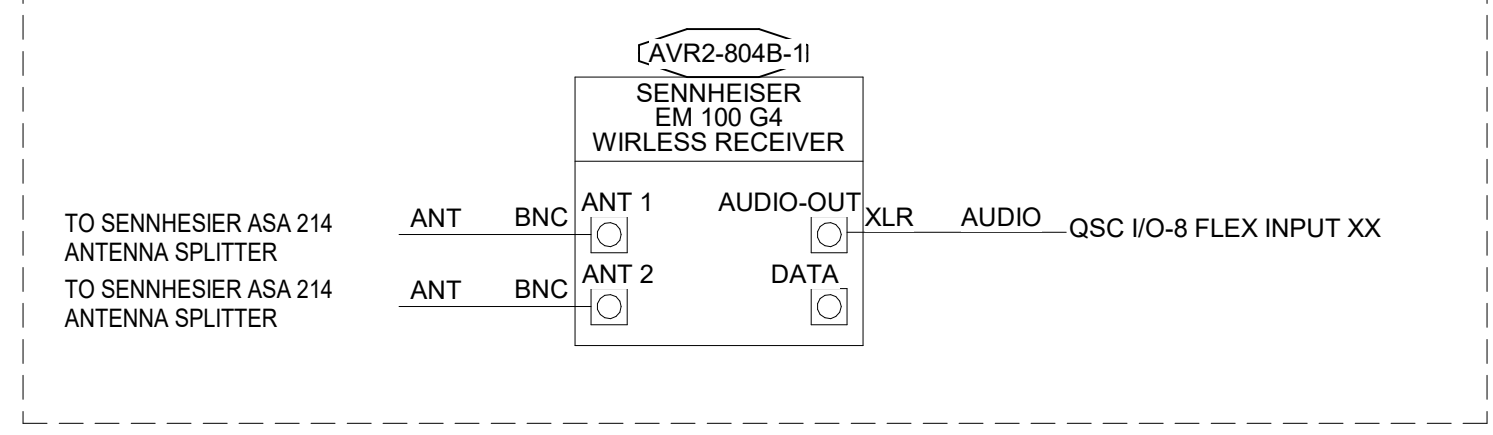 AVR2-804B-1
SENNHEISER
EM 100 G4
WIRLESS RECEIVER
ANT 1
AUDIO-OUT
TO SENNHESIER ASA 214
ANTENNA SPLITTER
ANT
BNC
XLR
AUDIO
QSC I/O-8 FLEX INPUT XX
ANT 2
DATA
TO SENNHESIER ASA 214
ANTENNA SPLITTER
ANT
BNC